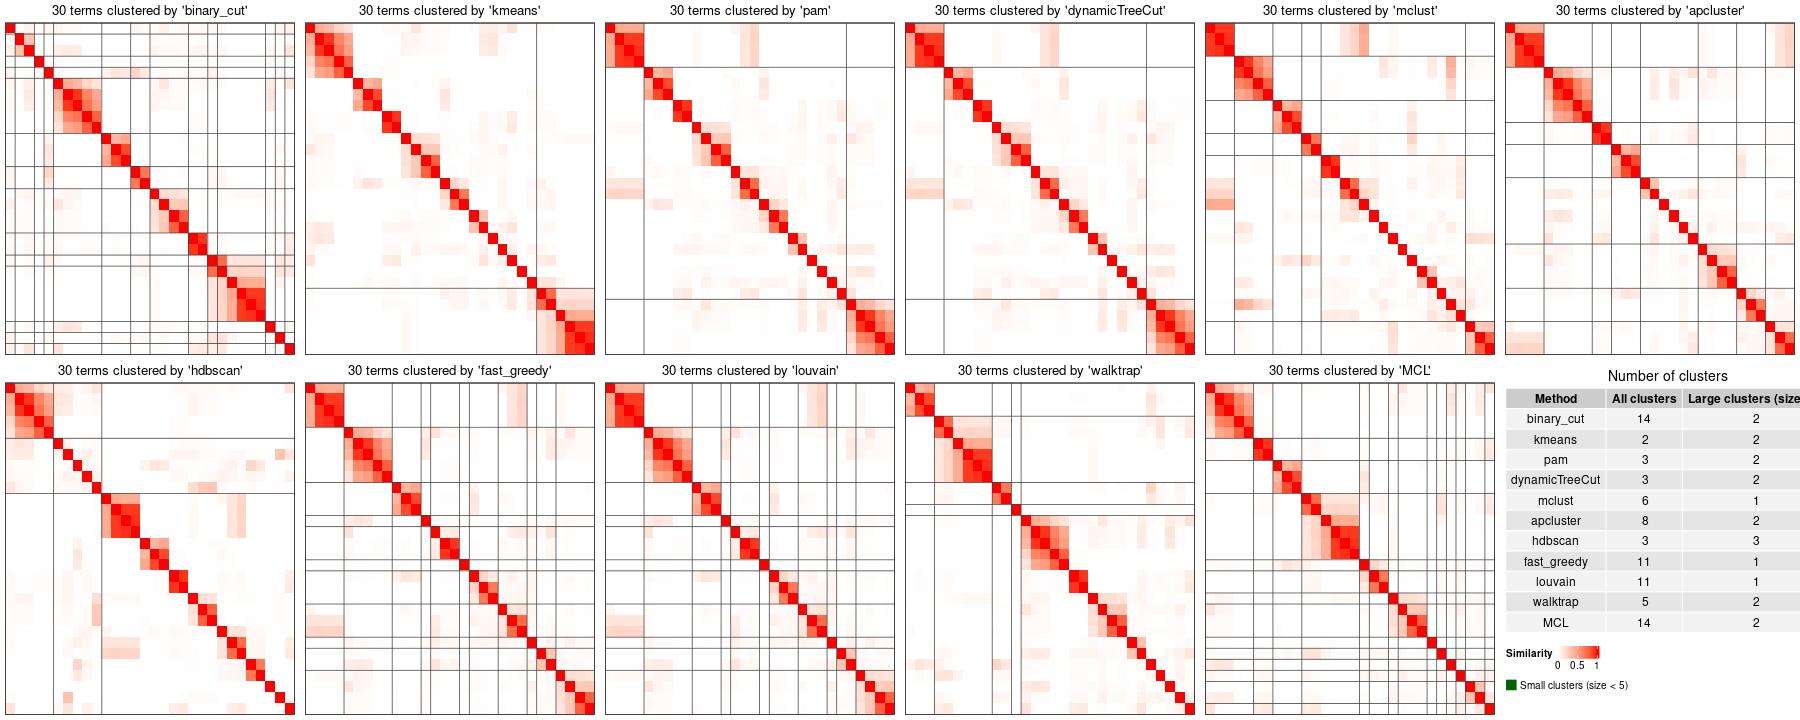 30 terms clustered by 'binary_cut'
30 terms clustered by 'kmeans'
30 terms clustered by 'pam'
30 terms clustered by 'dynamicTreeCut'
30 terms clustered by 'mclust'
30 terms clustered by 'apcluster'
30 terms clustered by 'hdbscan'
30 terms clustered by 'fast_greedy'
30 terms clustered by 'louvain'
30 terms clustered by 'walktrap'
30 terms clustered by 'MCL'
Number of clusters
Method All clusters Large clusters (size
binary_cut 14 2
kmeans 2 2
pam 3 2
dynamicTreeCut 3 2
mclust 6 1
apcluster 8 2
hdbscan 3 3
fast_greedy 11 1
louvain 11 1
walktrap 5 2
MCL 14 2
Similarity
0 0.5 1
Small clusters (size < 5)